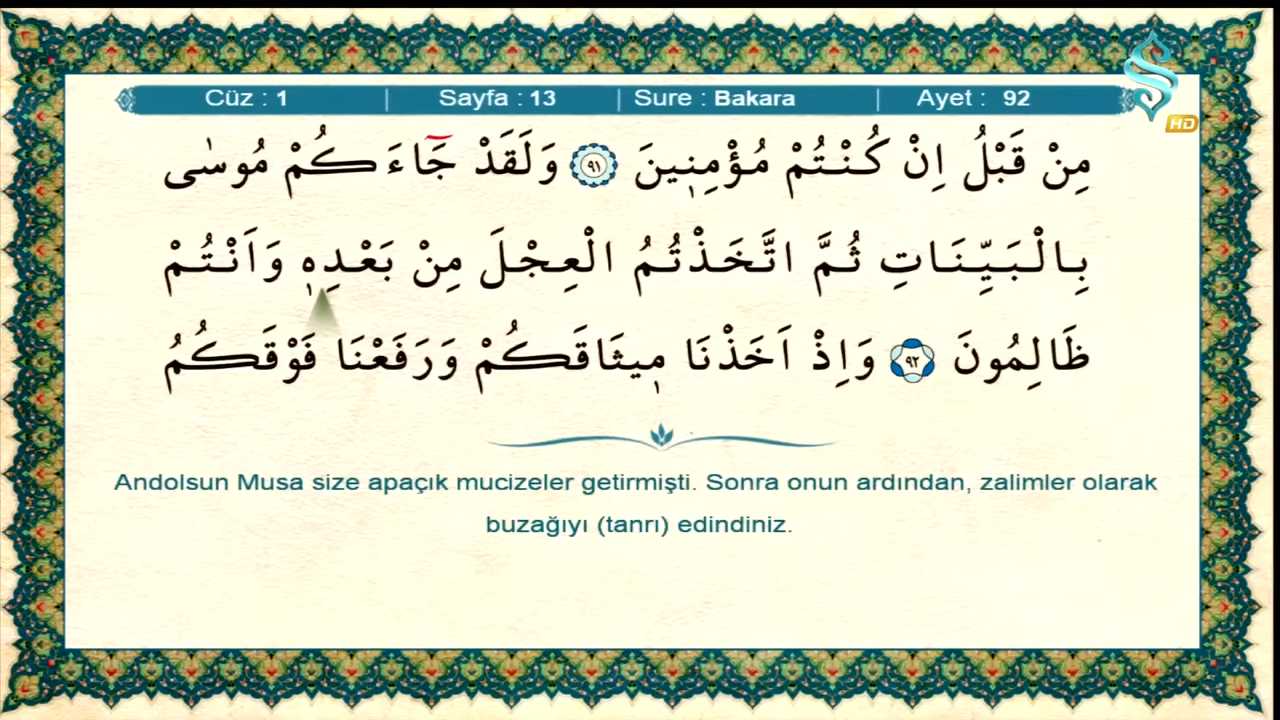 Cüz : 1 | Sayfa : 13 | Sure : Bakara | Ayet : 92
HD
مِنْ قَبْلُ اِنْ كُنْتُمْ مُؤْمِنٖينَ ﴿٩١﴾ وَلَقَدْ جَٓاءَكُمْ مُوسٰى
بِالْبَيِّنَاتِ ثُمَّ اتَّخَذْتُمُ الْعِجْلَ مِنْ بَعْدِهٖ وَاَنْتُمْ
ظَالِمُونَ ﴿٩٢﴾ وَاِذْ اَخَذْنَا مٖيثَاقَكُمْ وَرَفَعْنَا فَوْقَكُمُ
Andolsun Musa size apaçık mucizeler getirmişti. Sonra onun ardından, zalimler olarak
buzağıyı (tanrı) edindiniz.